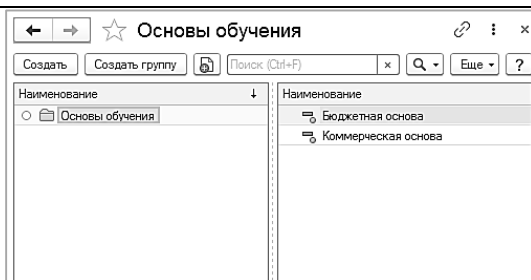 Основы обучения
Создать Создать группу Поиск (Ctrl+F) × Еще ?
Наименование ↓ Наименование
Основы обучения Бюджетная основа
Коммерческая основа